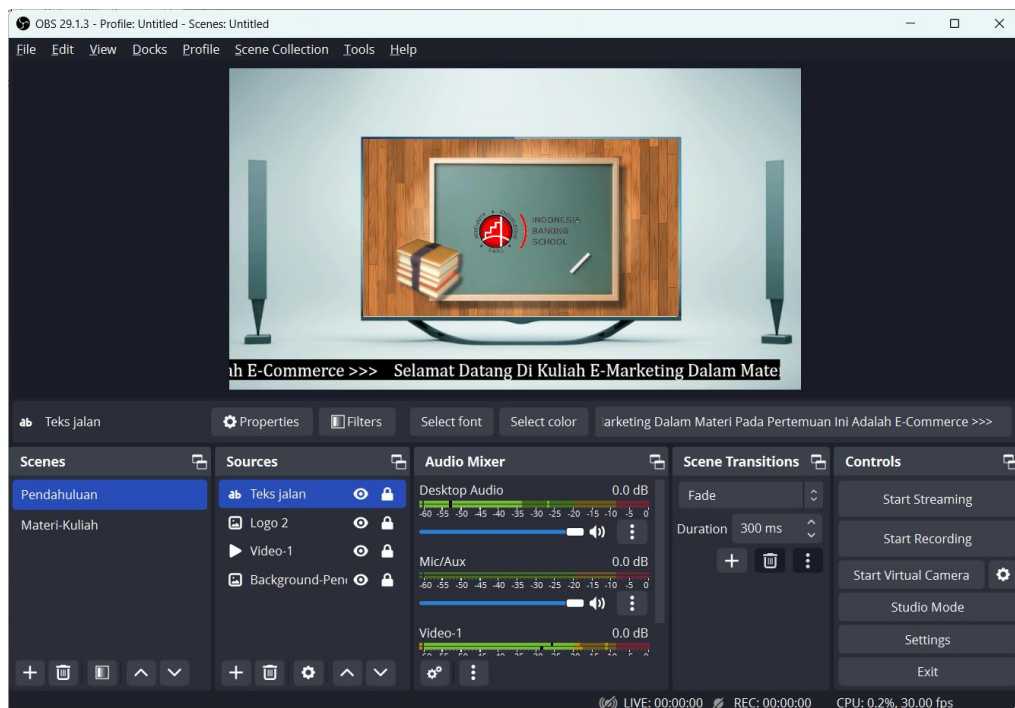 OBS 29.1.3 - Profile: Untitled - Scenes: Untitled
File Edit View Docks Profile Scene Collection Tools Help
INDONESIA
BANKING
SCHOOL
ah E-Commerce >>> Selamat Datang Di Kuliah E-Marketing Dalam Mate
ab Teks jalan Properties Filters Select font Select color arketing Dalam Materi Pada Pertemuan Ini Adalah E-Commerce >>>
Scenes
Pendahuluan
Materi-Kuliah
Sources
ab Teks jalan
Logo 2
Video-1
Background-Pen
Audio Mixer
Desktop Audio 0.0 dB
-60 -55 -50 -45 -40 -35 -30 -25 -20 -15 -10 -5 0
Mic/Aux 0.0 dB
-60 -55 -50 -45 -40 -35 -30 -25 -20 -15 -10 -5 0
Video-1 0.0 dB
Scene Transitions
Fade
Duration 300 ms
Controls
Start Streaming
Start Recording
Start Virtual Camera
Studio Mode
Settings
Exit
LIVE: 00:00:00 REC: 00:00:00 CPU: 0.2%, 30.00 fps